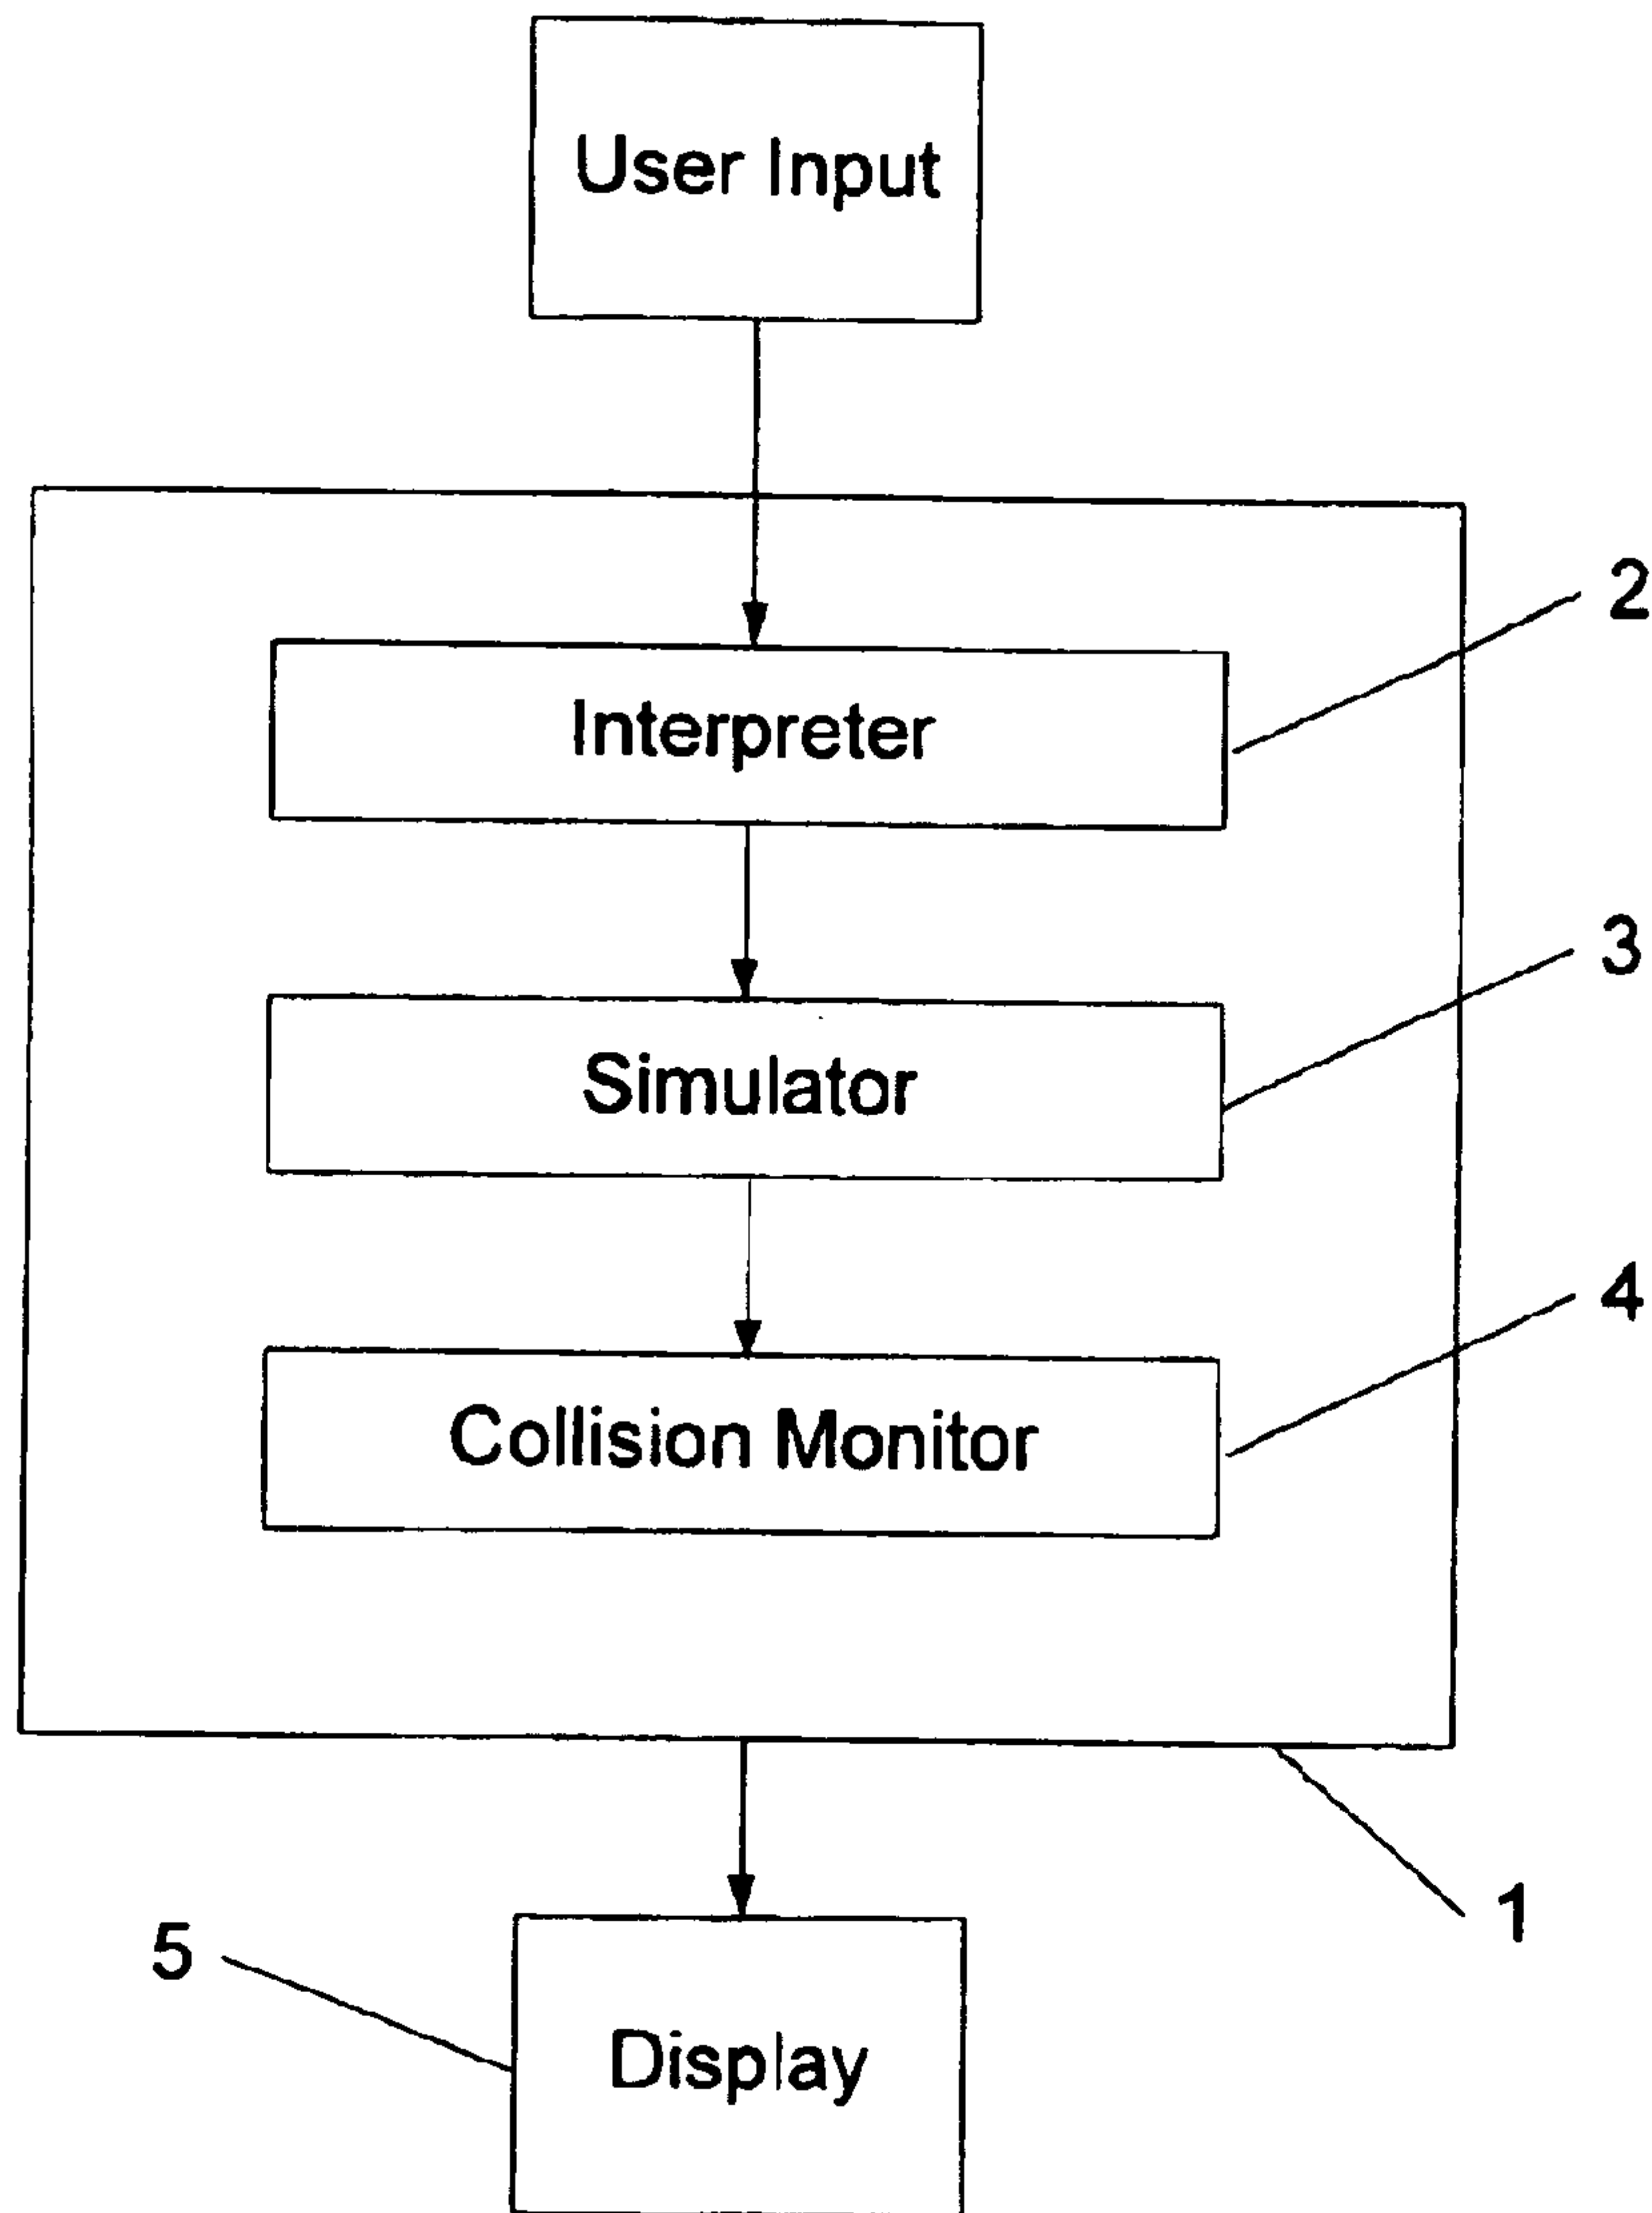 User Input
2
Interpreter
3
Simulator
4
Collision Monitor
1
5
Display